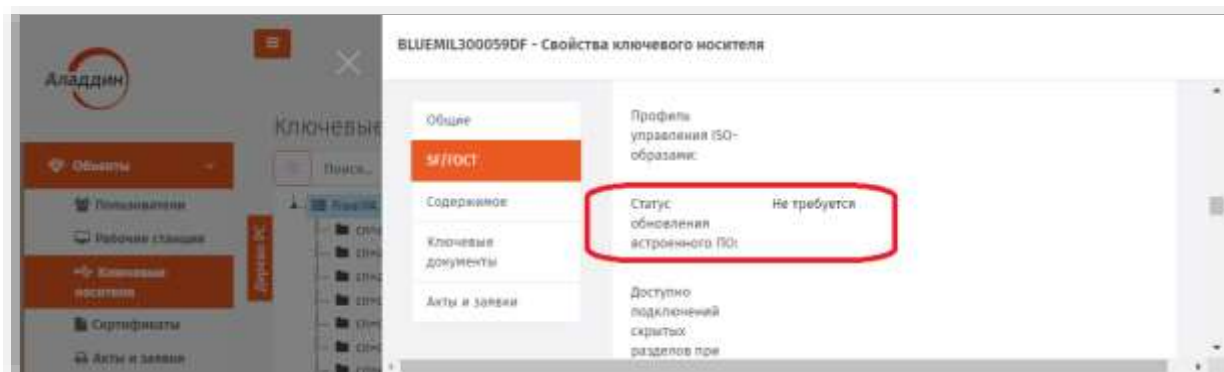 BLUEMIL300059DF - Свойства ключевого носителя
Аладдин
Ключевые
Поиск...
Объекты
Пользователи
Рабочие станции
Ключевые
носители
Сертификаты
Акты и заявки
Дерево РС
Общие
SF/ГОСТ
Содержимое
Ключевые
документы
Акты и заявки
Профиль
управления ISO-
образами:
Статус Не требуется
обновления
встроенного ПО:
Доступно
подключений
скрытых
разделов при